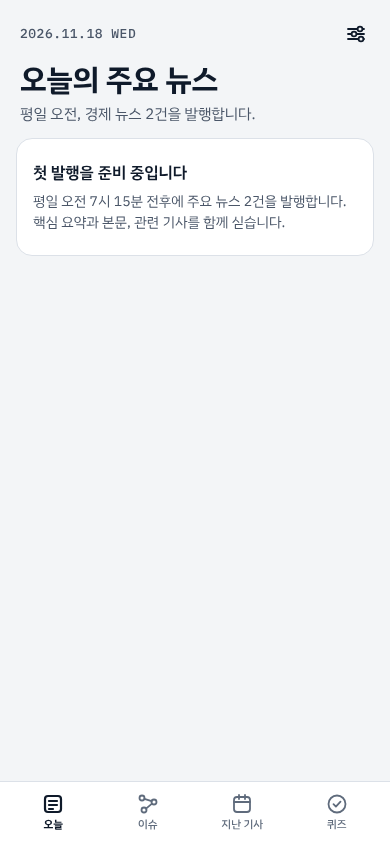 2026.11.18 WED
오늘의 주요 뉴스
평일 오전, 경제 뉴스 2건을 발행합니다.
첫 발행을 준비 중입니다
평일 오전 7시 15분 전후에 주요 뉴스 2건을 발행합니다.
핵심 요약과 본문, 관련 기사를 함께 싣습니다.
오늘
이슈
지난 기사
퀴즈